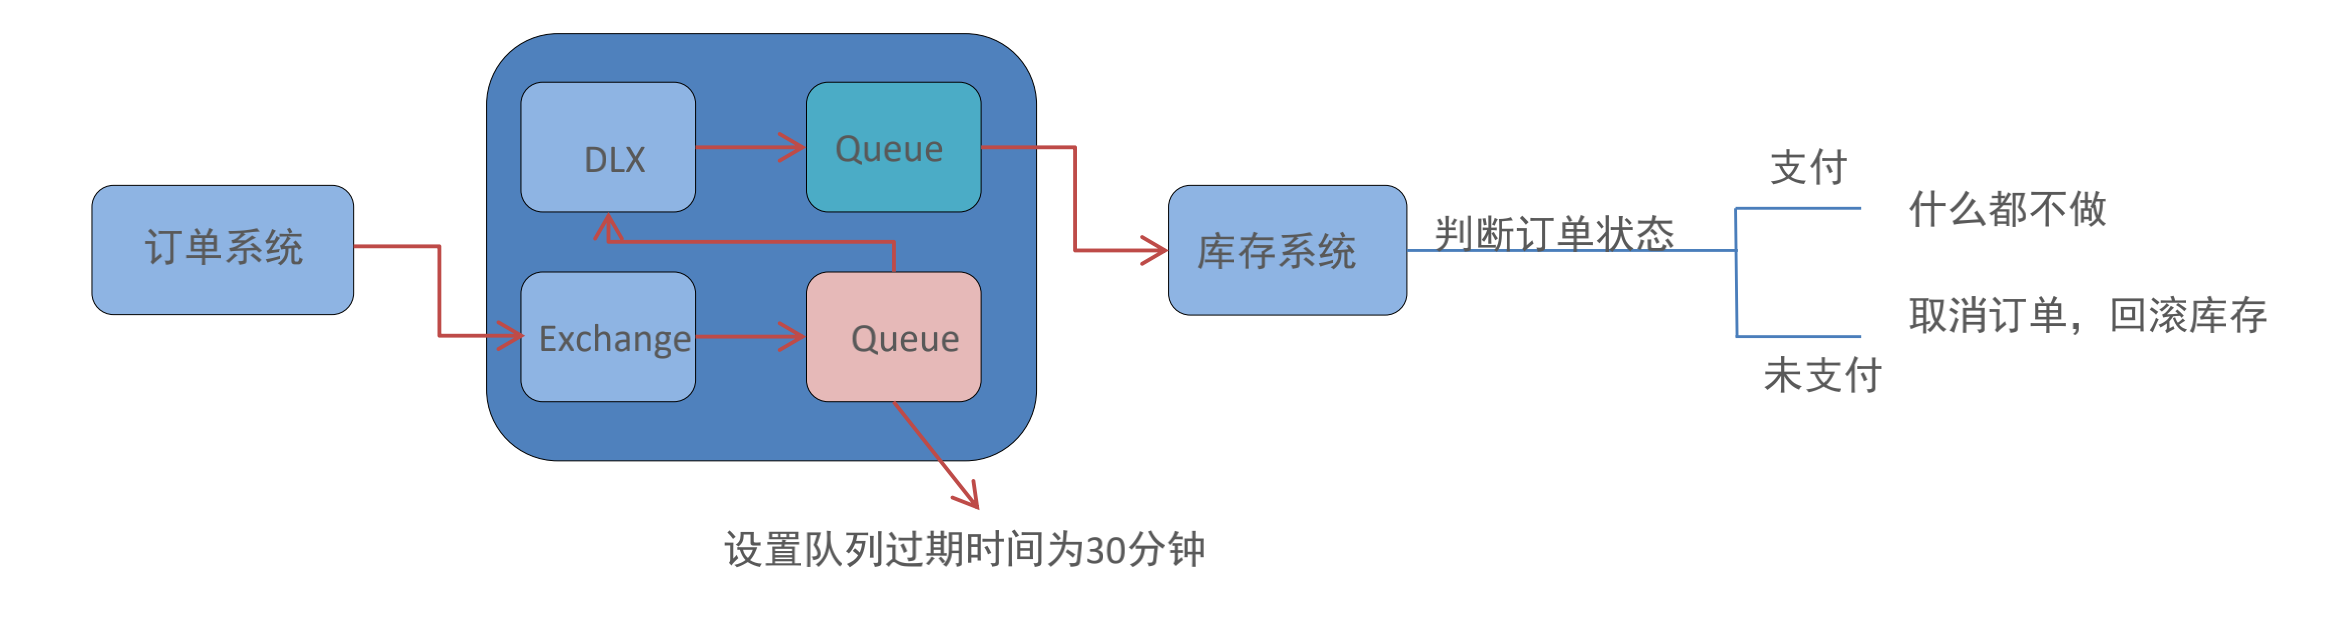 订单系统
DLX
Queue
Exchange
Queue
设置队列过期时间为30分钟
库存系统
判断订单状态
支付
什么都不做
取消订单，回滚库存
未支付